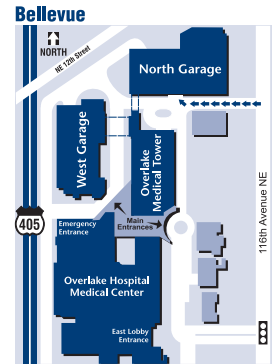 Bellevue
NORTH
NE 12th Street
North Garage
West Garage
Overlake
Medical Tower
405
Emergency
Entrance
Main
Entrances
116th Avenue NE
Overlake Hospital
Medical Center
East Lobby
Entrance